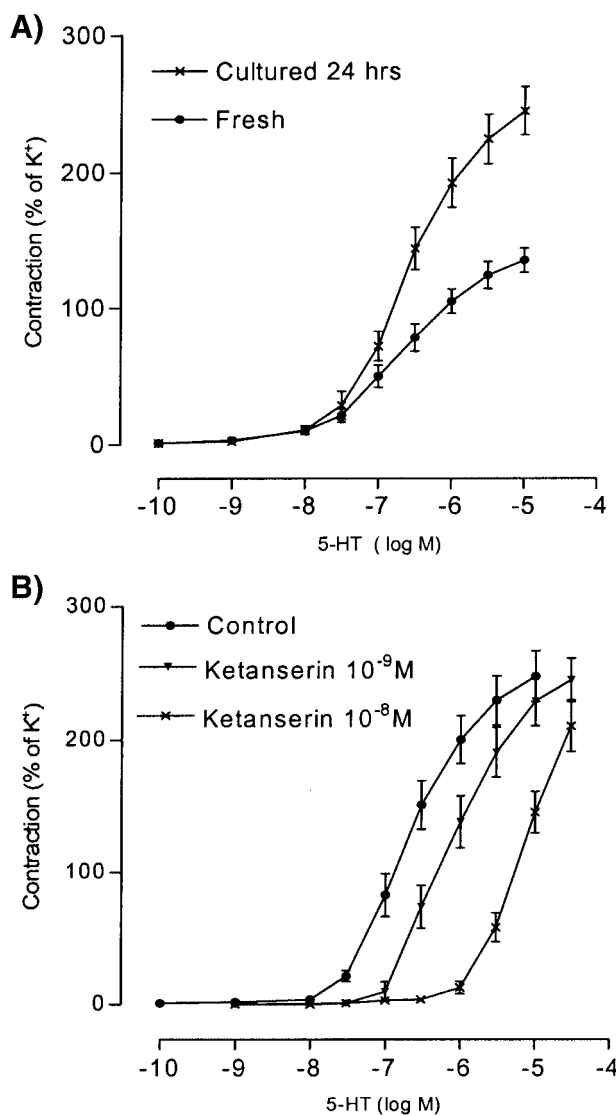 A)
300
Cultured 24 hrs
Fresh
200
100
0
Contraction (% of K⁺)
-10 -9 -8 -7 -6 -5 -4
5-HT ( log M)
B)
300
Control
Ketanserin 10⁻⁹M
Ketanserin 10⁻⁸M
200
100
0
Contraction (% of K⁺)
-10 -9 -8 -7 -6 -5 -4
5-HT (log M)